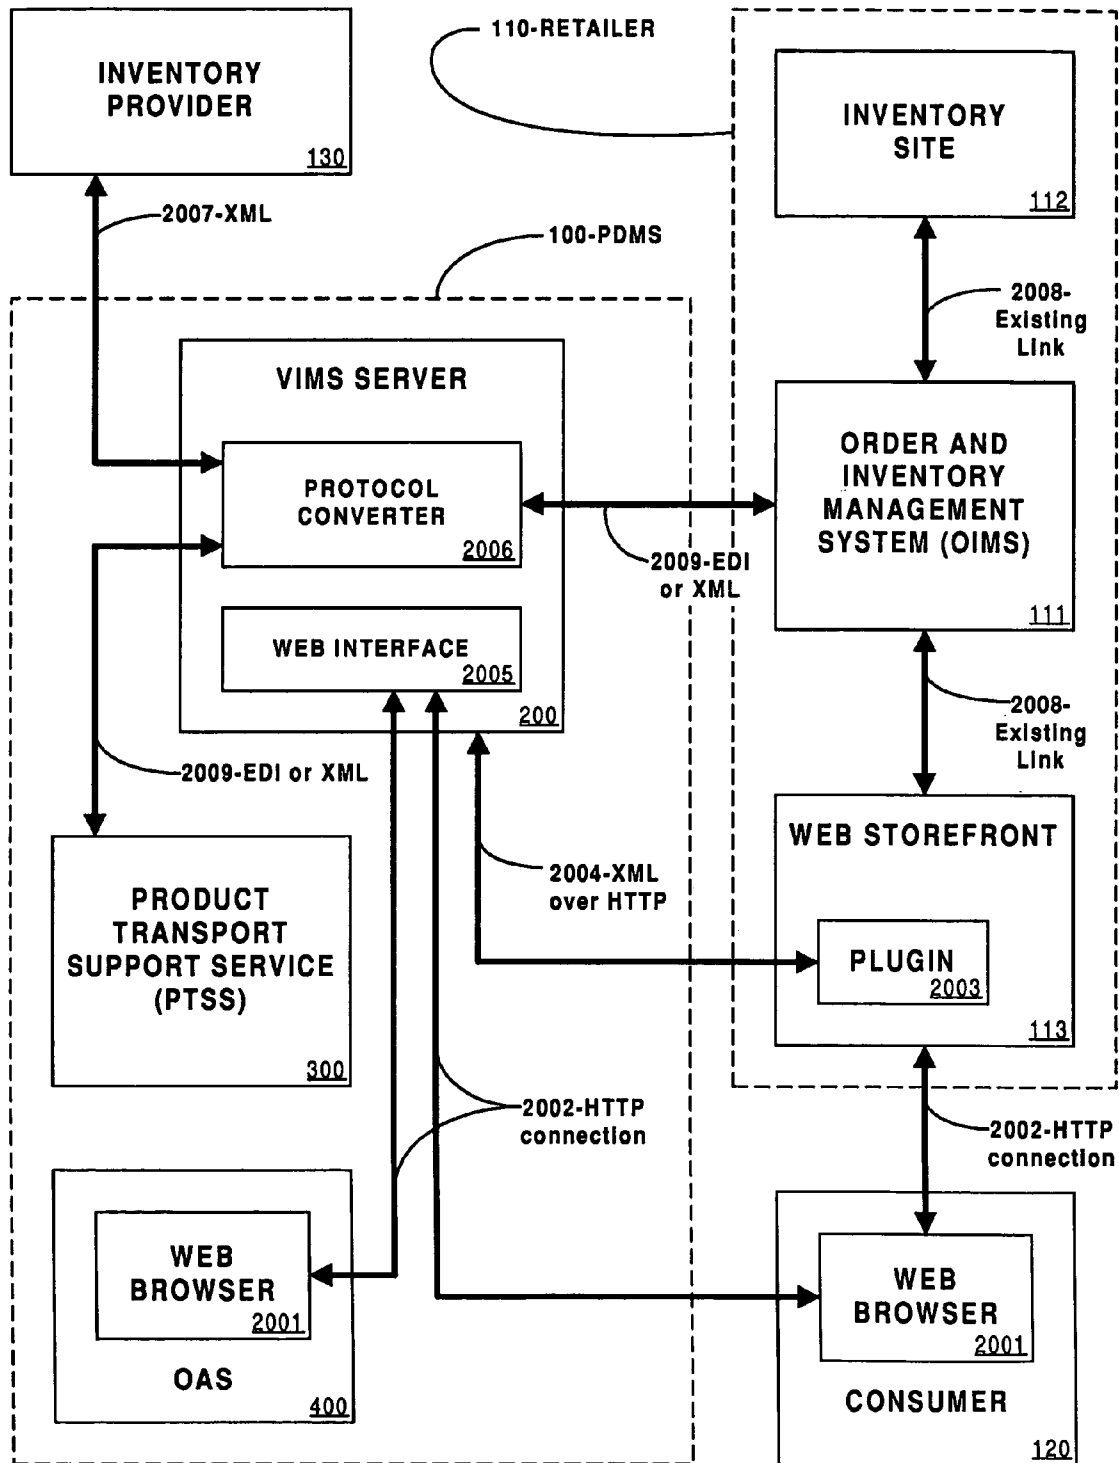 110-RETAILER
INVENTORY
PROVIDER
130
INVENTORY
SITE
112
2007-XML
100-PDMS
2008-
Existing
Link
VIMS SERVER
PROTOCOL
CONVERTER
2006
2009-EDI
or XML
ORDER AND
INVENTORY
MANAGEMENT
SYSTEM (OIMS)
111
WEB INTERFACE
2005
200
2008-
Existing
Link
2009-EDI or XML
WEB STOREFRONT
PLUGIN
2003
113
2004-XML
over HTTP
PRODUCT
TRANSPORT
SUPPORT SERVICE
(PTSS)
300
2002-HTTP
connection
2002-HTTP
connection
WEB
BROWSER
2001
OAS
400
WEB
BROWSER
2001
CONSUMER
120